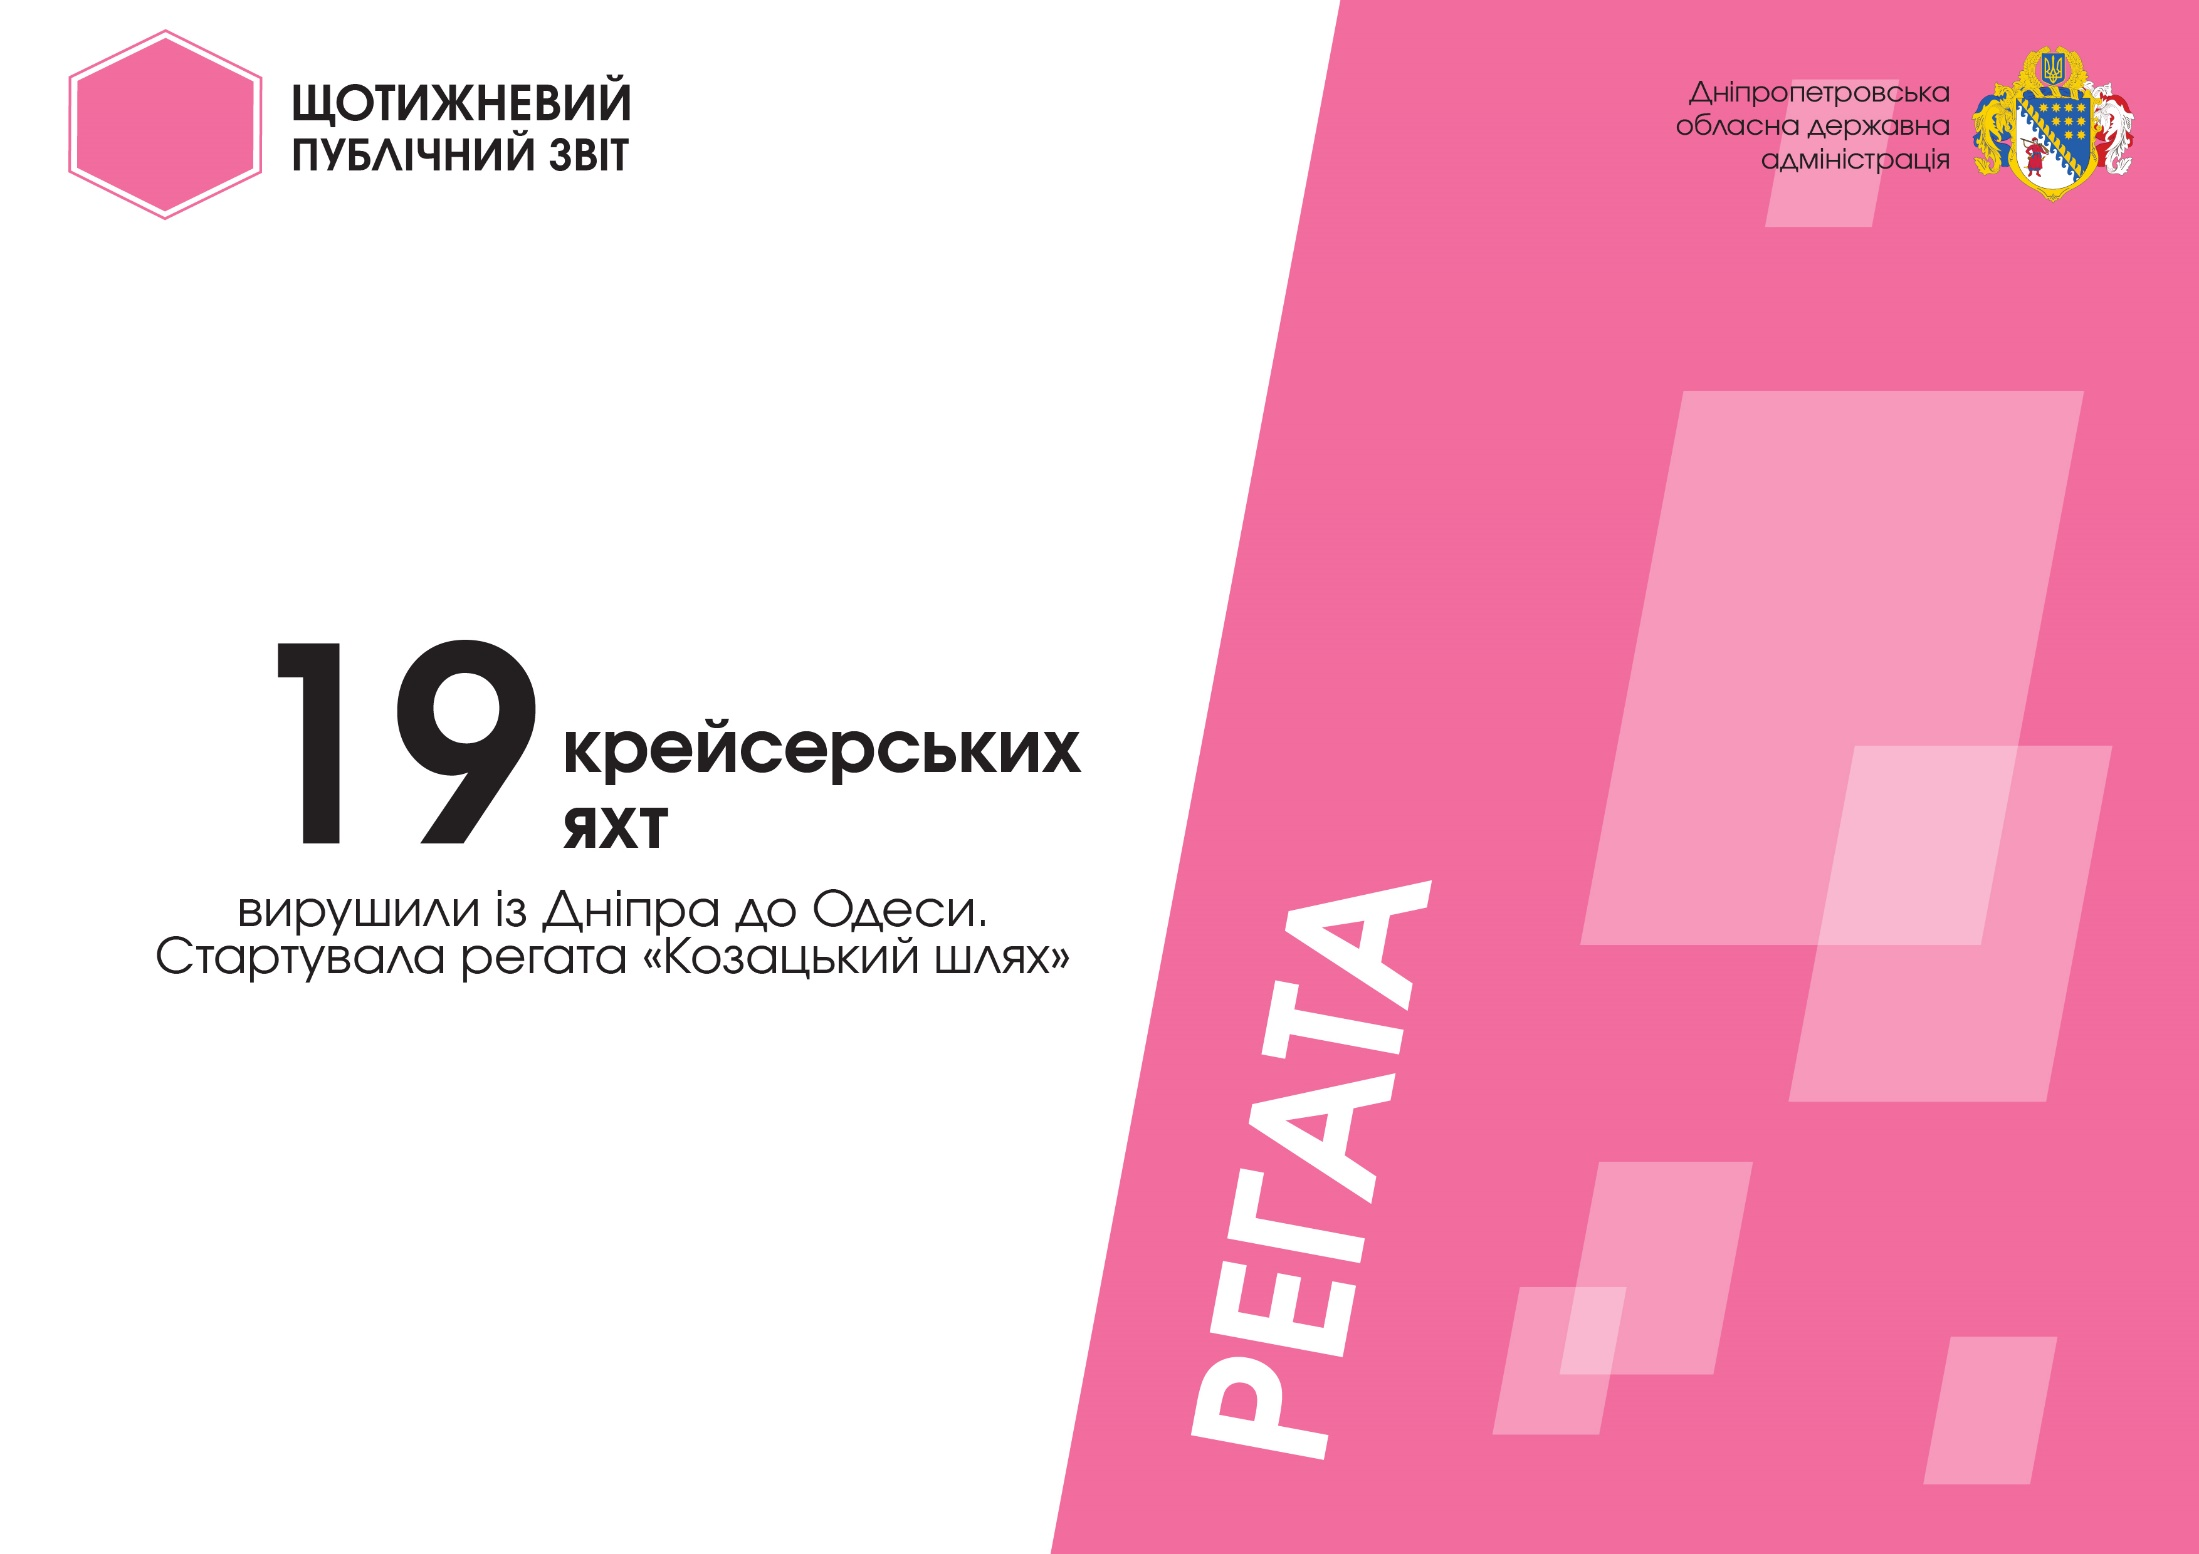 ЩОТИЖНЕВИЙ
ПУБЛІЧНИЙ ЗВІТ
Дніпропетровська
обласна державна
адміністрація
19 крейсерських
яхт
вирушили із Дніпра до Одеси.
Стартувала регата «Козацький шлях»
РЕГАТА